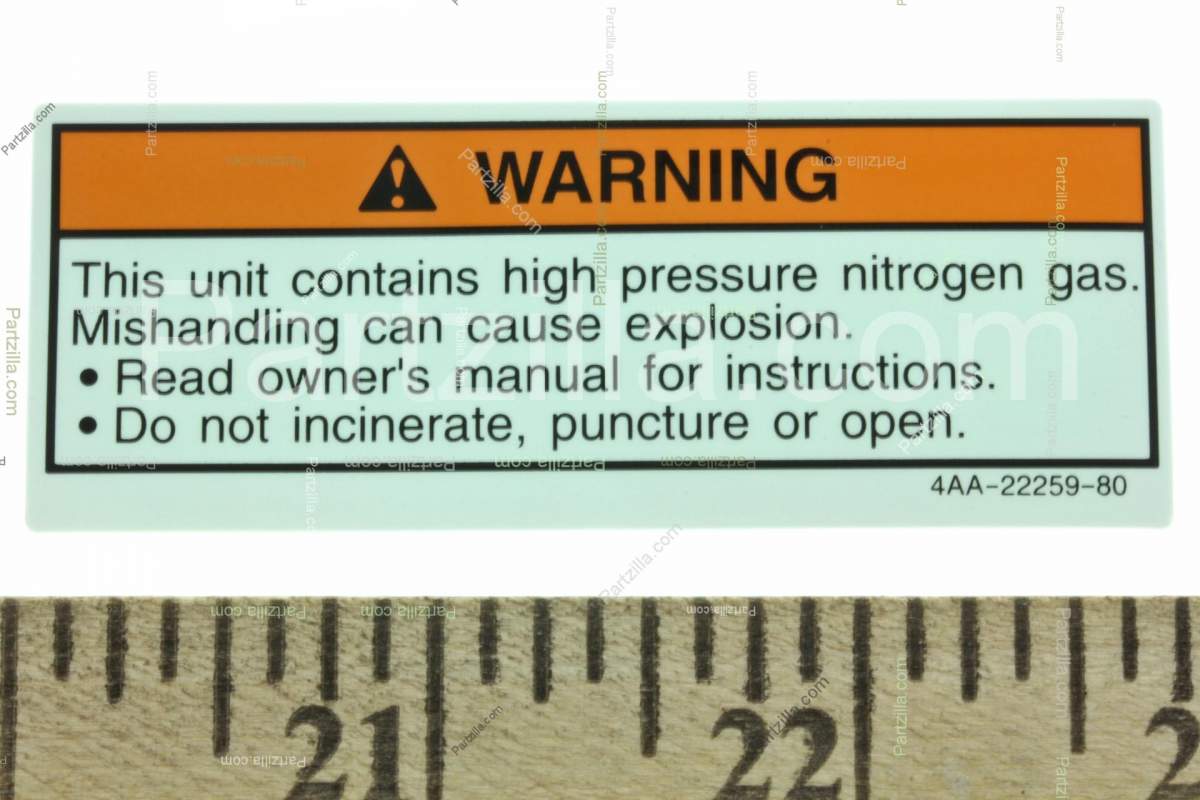 WARNING
This unit contains high pressure nitrogen gas.
Mishandling can cause explosion.
• Read owner's manual for instructions.
• Do not incinerate, puncture or open.
4AA-22259-80
Partzilla.com
21 22 2